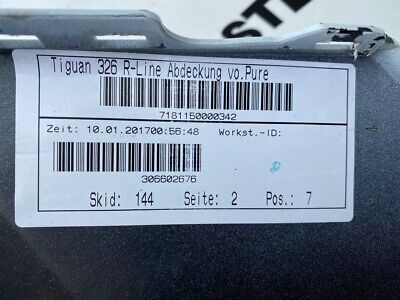 STE
Tiguan 326 R-Line Abdeckung vo.Pure
7181150000342
Zeit: 10.01.201700:56:48 Workst.-ID:
306602676
Skid: 144 Seite: 2 Pos.: 7